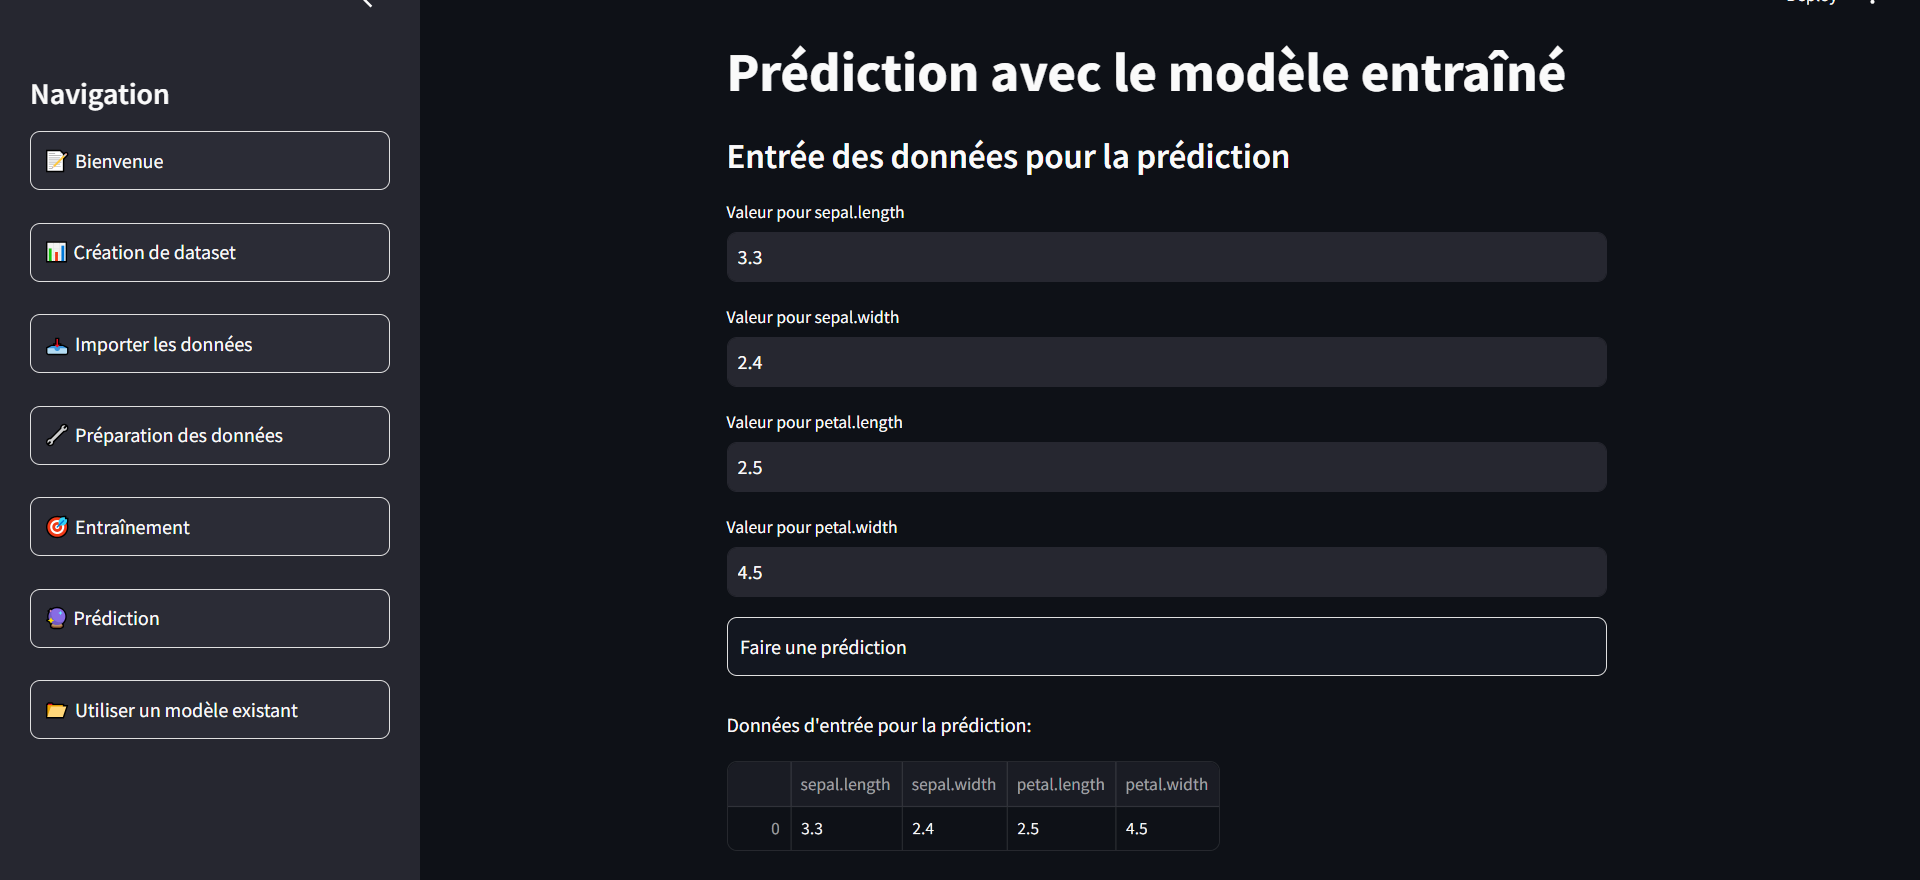 Navigation
Bienvenue
Création de dataset
Importer les données
Préparation des données
Entraînement
Prédiction
Utiliser un modèle existant
Prédiction avec le modèle entraîné
Entrée des données pour la prédiction
Valeur pour sepal.length
3.3
Valeur pour sepal.width
2.4
Valeur pour petal.length
2.5
Valeur pour petal.width
4.5
Faire une prédiction
Données d'entrée pour la prédiction:
sepal.length sepal.width petal.length petal.width
0 3.3 2.4 2.5 4.5